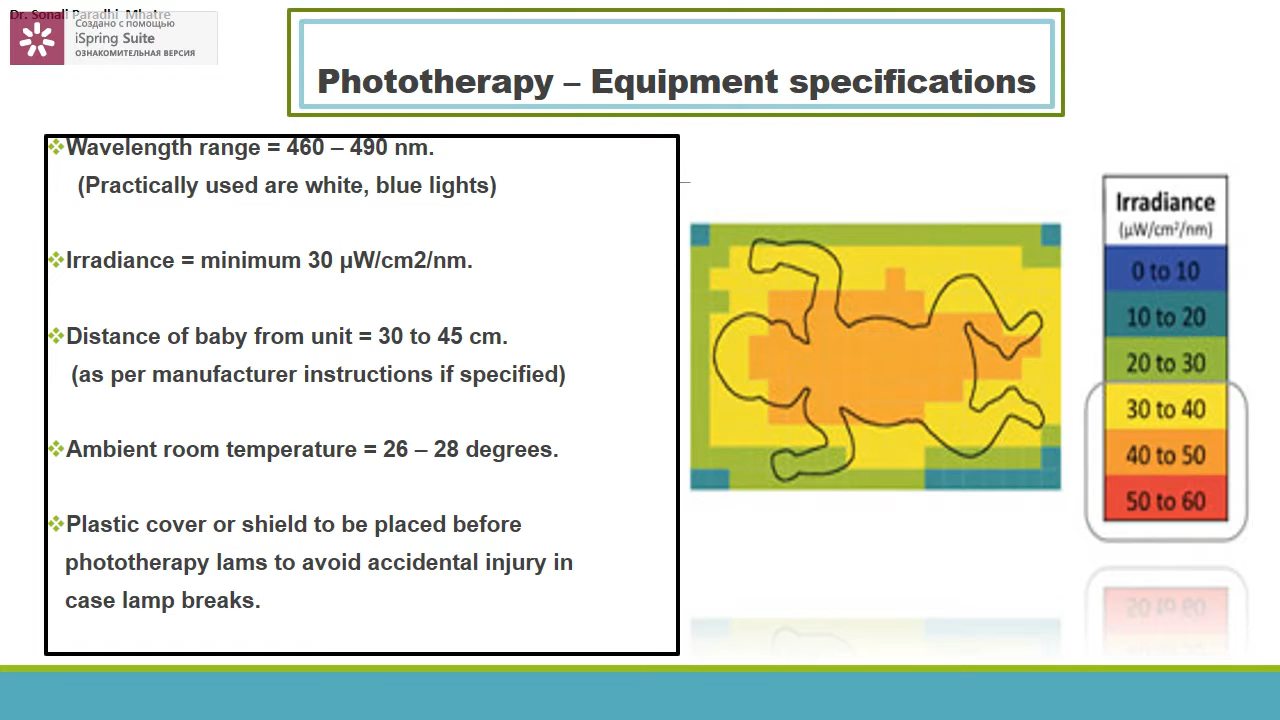 Dr. Sonali Paradhi Mhatre
Создано с помощью
iSpring Suite
ОЗНАКОМИТЕЛЬНАЯ ВЕРСИЯ
Phototherapy – Equipment specifications
Wavelength range = 460 – 490 nm.
(Practically used are white, blue lights)
Irradiance = minimum 30 µW/cm2/nm.
Distance of baby from unit = 30 to 45 cm.
(as per manufacturer instructions if specified)
Ambient room temperature = 26 – 28 degrees.
Plastic cover or shield to be placed before
phototherapy lams to avoid accidental injury in
case lamp breaks.
Irradiance
(µW/cm²/nm)
0 to 10
10 to 20
20 to 30
30 to 40
40 to 50
50 to 60